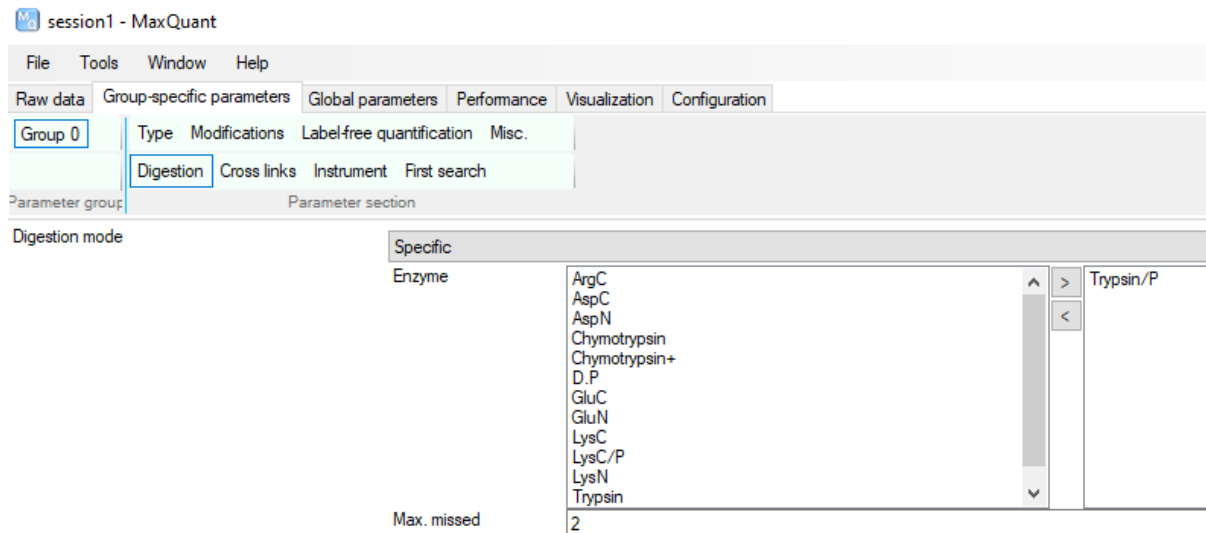 session1 - MaxQuant
File Tools Window Help
Raw data Group-specific parameters Global parameters Performance Visualization Configuration
Group 0 Type Modifications Label-free quantification Misc.
Digestion Cross links Instrument First search
Parameter group Parameter section
Digestion mode
Specific
Enzyme
ArgC
AspC
AspN
Chymotrypsin
Chymotrypsin+
D.P
GluC
GluN
LysC
LysC/P
LysN
Trypsin
>
<
Trypsin/P
Max. missed 2